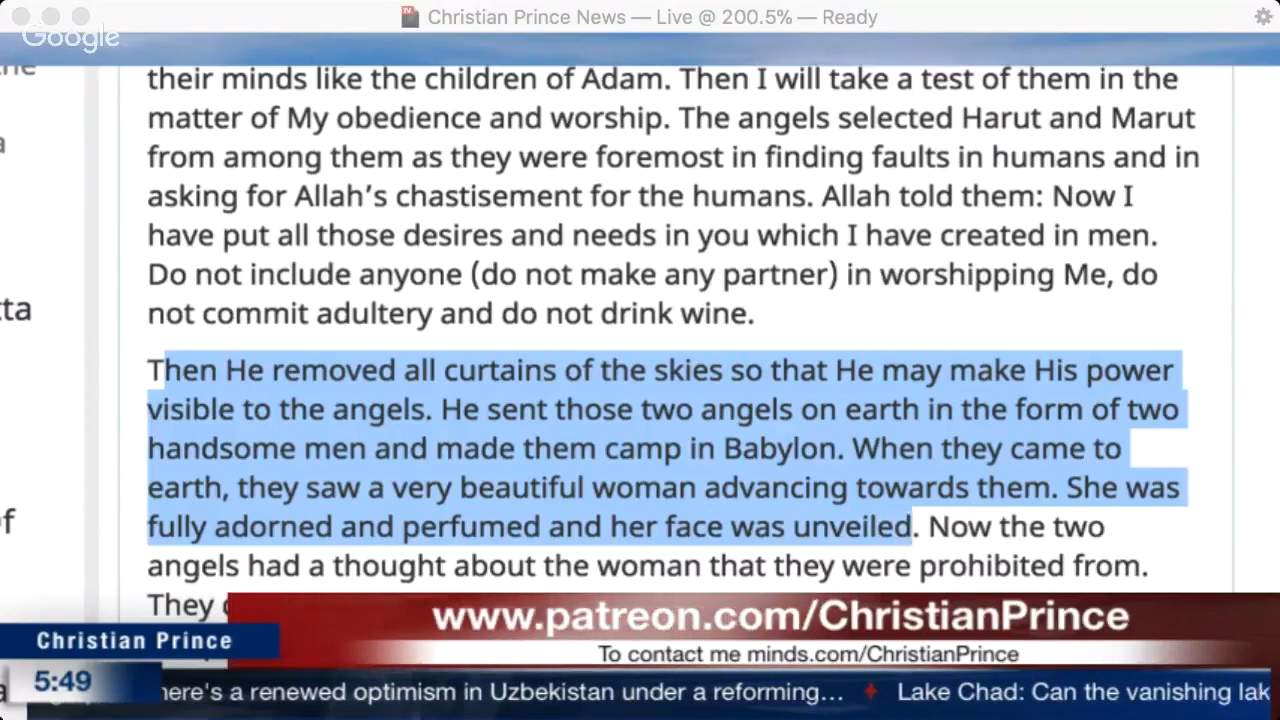 Christian Prince News — Live @ 200.5% — Ready
Google
their minds like the children of Adam. Then I will take a test of them in the
matter of My obedience and worship. The angels selected Harut and Marut
from among them as they were foremost in finding faults in humans and in
asking for Allah’s chastisement for the humans. Allah told them: Now I
have put all those desires and needs in you which I have created in men.
Do not include anyone (do not make any partner) in worshipping Me, do
not commit adultery and do not drink wine.
Then He removed all curtains of the skies so that He may make His power
visible to the angels. He sent those two angels on earth in the form of two
handsome men and made them camp in Babylon. When they came to
earth, they saw a very beautiful woman advancing towards them. She was
fully adorned and perfumed and her face was unveiled. Now the two
angels had a thought about the woman that they were prohibited from.
They
www.patreon.com/ChristianPrince
To contact me minds.com/ChristianPrince
Christian Prince
5:49
here's a renewed optimism in Uzbekistan under a reforming... Lake Chad: Can the vanishing lak